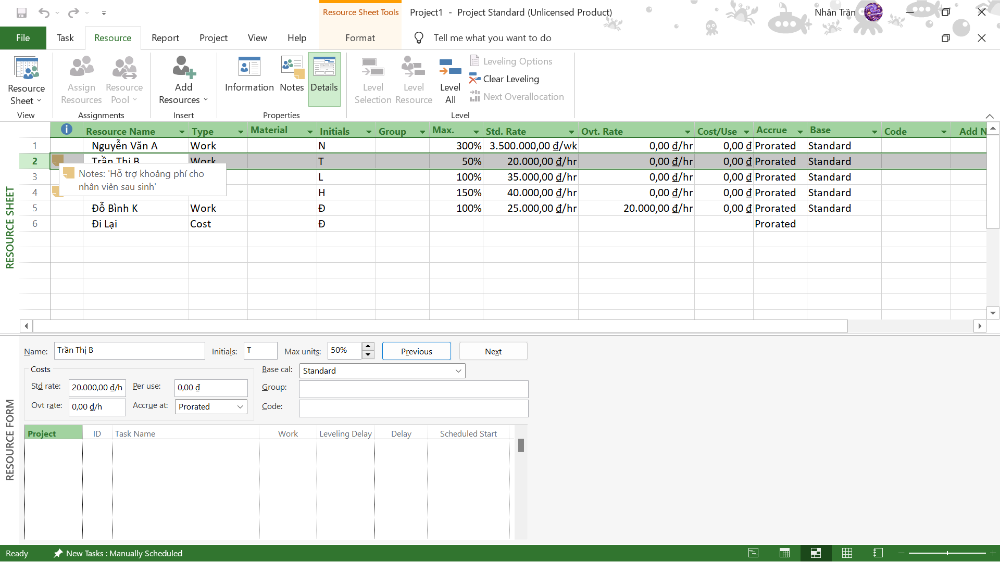 Resource Sheet Tools
Project1 - Project Standard (Unlicensed Product)
Nhân Trần
File Task Resource Report Project View Help Format Tell me what you want to do
Resource Sheet
Assign Resources
Resource Pool
Add Resources
Information
Notes
Details
Level Selection
Level Resource
Level All
Leveling Options
Clear Leveling
Next Overallocation
View Assignments Insert Properties Level
RESOURCE SHEET
Resource Name Type Material Initials Group Max. Std. Rate Ovt. Rate Cost/Use Accrue Base Code Add N
1 Nguyễn Văn A Work N 300% 3.500.000,00 ₫/wk 0,00 ₫/hr 0,00 ₫ Prorated Standard
2 Trần Thị B Work T 50% 20.000,00 ₫/hr 0,00 ₫/hr 0,00 ₫ Prorated Standard
Notes: 'Hỗ trợ khoảng phí cho
nhân viên sau sinh'
3 L 100% 35.000,00 ₫/hr 0,00 ₫/hr 0,00 ₫ Prorated Standard
4 H 150% 40.000,00 ₫/hr 0,00 ₫/hr 0,00 ₫ Prorated Standard
5 Đỗ Bình K Work Đ 100% 25.000,00 ₫/hr 20.000,00 ₫/hr 0,00 ₫ Prorated Standard
6 Đi Lại Cost Đ Prorated
RESOURCE FORM
Name: Trần Thị B Initials: T Max units: 50% Previous Next
Costs
Std rate: 20.000,00 ₫/h Per use: 0,00 ₫
Ovt rate: 0,00 ₫/h Accrue at: Prorated
Base cal: Standard
Group:
Code:
Project ID Task Name Work Leveling Delay Delay Scheduled Start
Ready New Tasks : Manually Scheduled